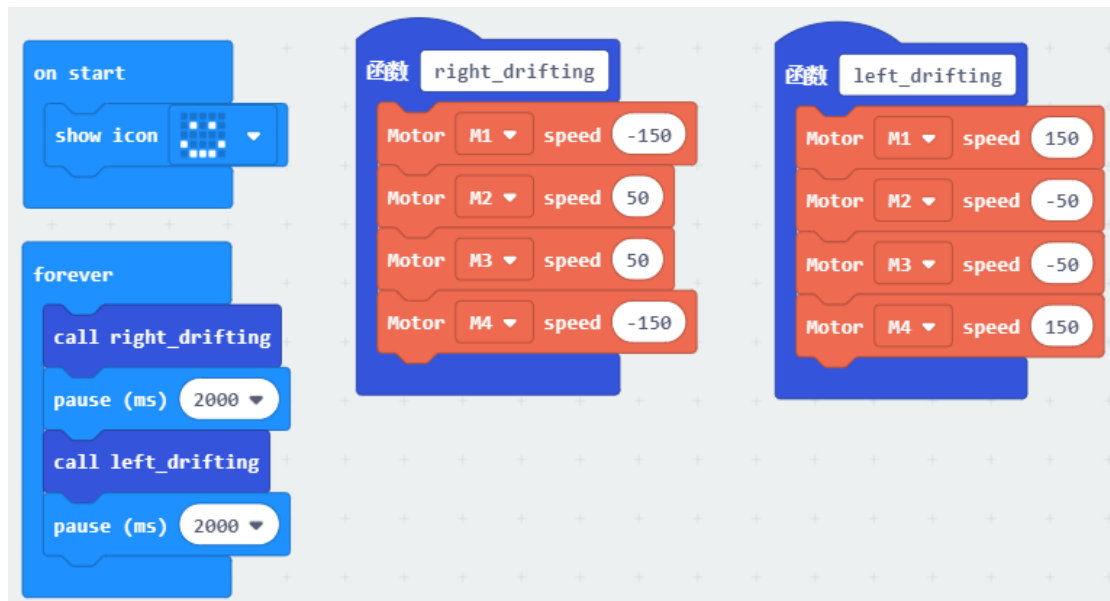 on start
show icon
forever
call right_drifting
pause (ms) 2000
call left_drifting
pause (ms) 2000
函数 right_drifting
Motor M1 speed -150
Motor M2 speed 50
Motor M3 speed 50
Motor M4 speed -150
函数 left_drifting
Motor M1 speed 150
Motor M2 speed -50
Motor M3 speed -50
Motor M4 speed 150